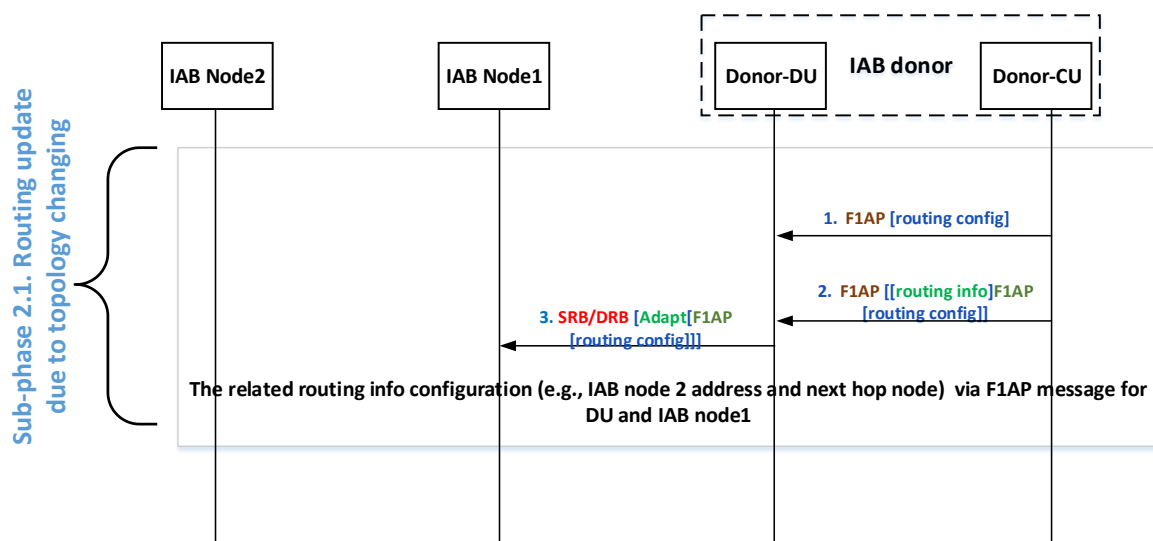 IAB donor
IAB Node2
IAB Node1
Donor-DU
Donor-CU
Sub-phase 2.1. Routing update
due to topology changing
1. F1AP [routing config]
2. F1AP [[routing info]F1AP
[routing config]]
3. SRB/DRB [Adapt[F1AP
[routing config]]]
The related routing info configuration (e.g., IAB node 2 address and next hop node) via F1AP message for
DU and IAB node1